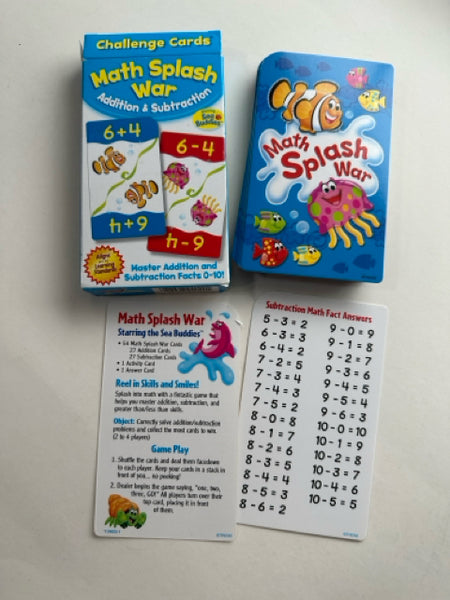 Challenge Cards
Math Splash
War
Addition & Subtraction
Sea
Buddies
6+4
6-4
6+4
6-4
Aligns
Learning
Standards!
Master Addition and
Subtraction Facts 0-10!
Math
Splash
War
Math Splash War
Starring the Sea Buddies™
• 54 Math Splash War Cards
27 Addition Cards
27 Subtraction Cards
• 1 Activity Card
• 1 Answer Card
Reel in Skills and Smiles!
Splash into math with a fintastic game that
helps you master addition, subtraction, and
greater than/less than skills.
Object: Correctly solve addition/subtraction
problems and collect the most cards to win.
(2 to 4 players)
Game Play
1. Shuffle the cards and deal them facedown
to each player. Keep your cards in a stack in
front of you... no peeking!
2. Dealer begins the game saying, "one, two,
three, GO!" All players turn over their
top card, placing it in front
of them.
Subtraction Math Fact Answers
5 - 3 = 2
6 - 3 = 3
6 - 4 = 2
7 - 2 = 5
7 - 3 = 4
7 - 4 = 3
7 - 5 = 2
8 - 0 = 8
8 - 1 = 7
8 - 2 = 6
8 - 3 = 5
8 - 4 = 4
8 - 5 = 3
8 - 6 = 2
9 - 0 = 9
9 - 1 = 8
9 - 2 = 7
9 - 3 = 6
9 - 4 = 5
9 - 5 = 4
9 - 6 = 3
10 - 0 = 10
10 - 1 = 9
10 - 2 = 8
10 - 3 = 7
10 - 4 = 6
10 - 5 = 5